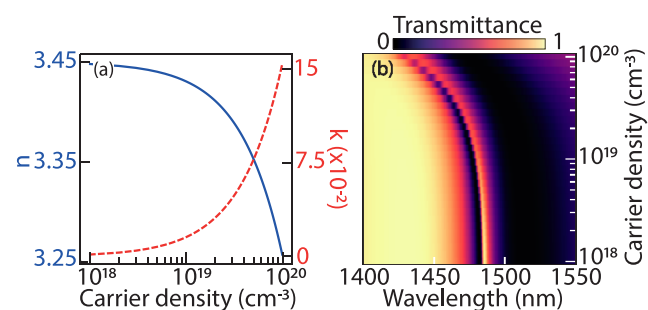 Transmittance
0 1
3.45 (a) 15
n 3.35 7.5 k (x10⁻²)
3.25 0
10¹⁸ 10¹⁹ 10²⁰
Carrier density (cm⁻³)
(b) 10²⁰
10¹⁹
10¹⁸
Carrier density (cm⁻³)
1400 1450 1500 1550
Wavelength (nm)